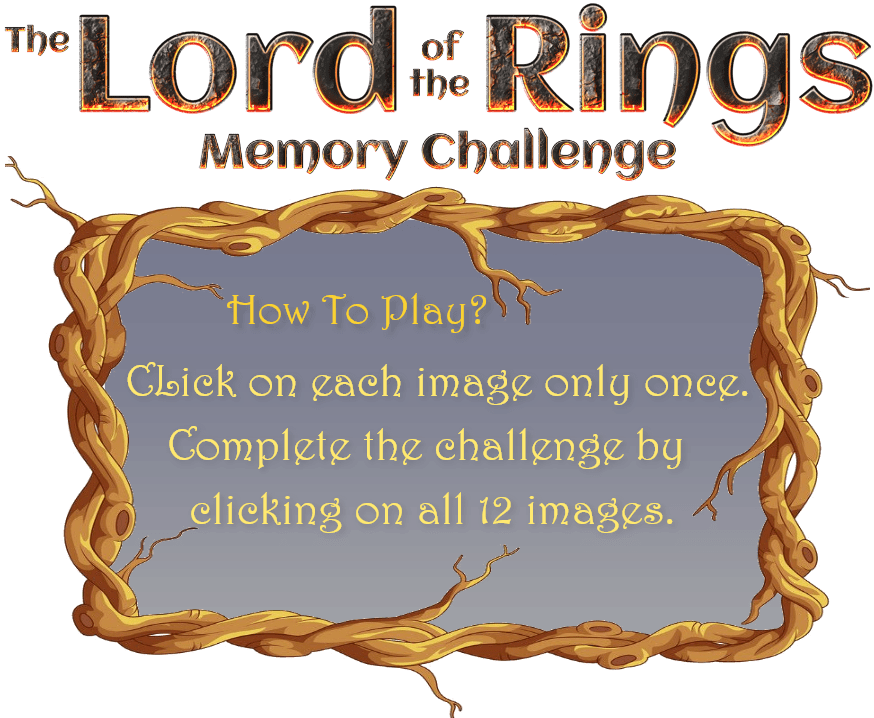 The Lord of the Rings
Memory Challenge
How To Play?
CLick on each image only once.
Complete the challenge by
clicking on all 12 images.